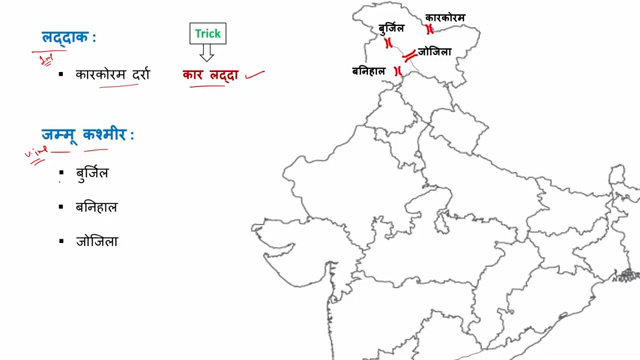 लद्दाक :
Trick
कारकोरम दर्रा
कार लद्दा
जम्मू कश्मीर :
बुर्जिल
बनिहाल
जोजिला
कारकोरम
बुर्जिल
जोजिला
बनिहाल